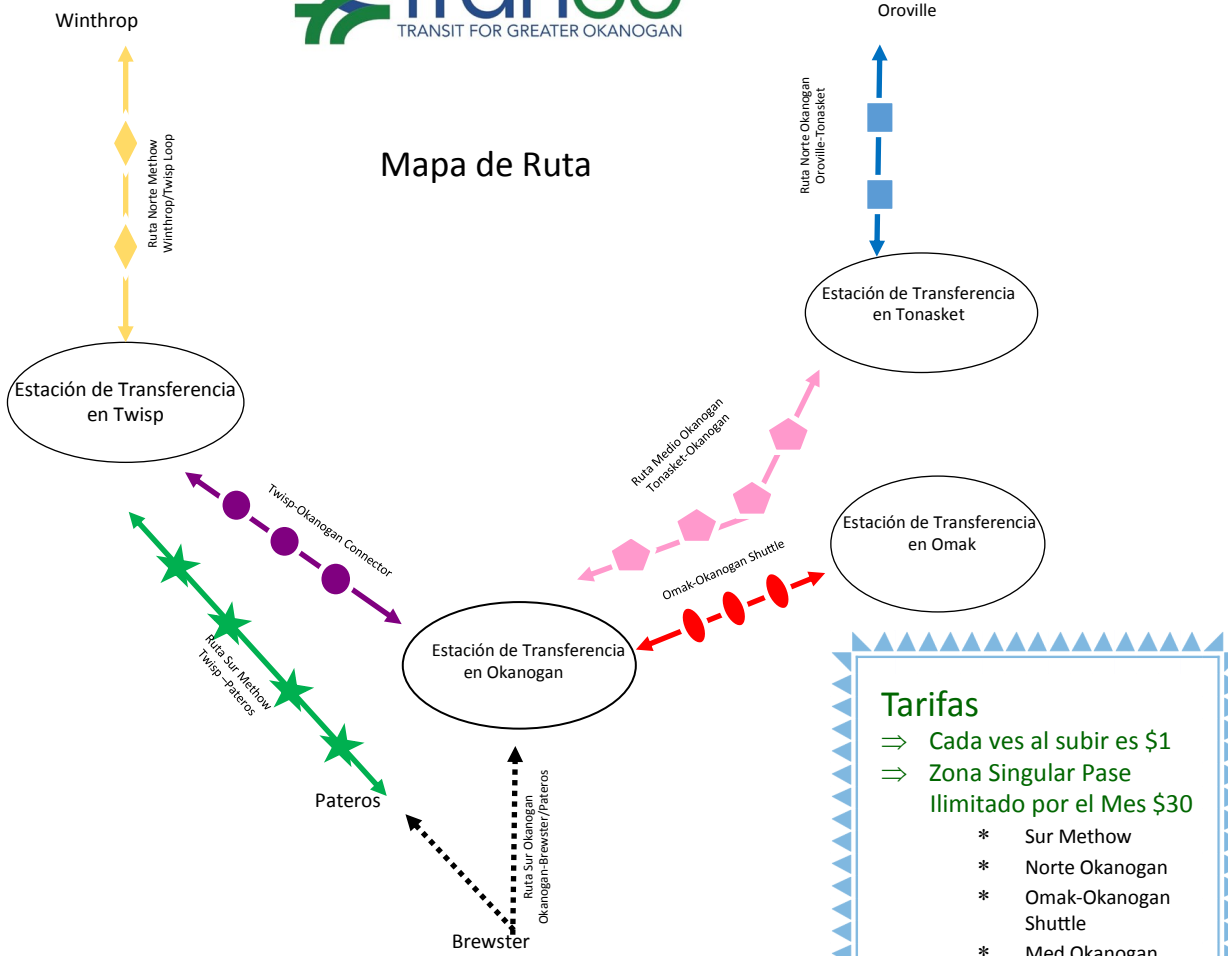 Winthrop
TranGO
TRANSIT FOR GREATER OKANOGAN
Oroville
Ruta Norte Methow
Winthrop/Twisp Loop
Mapa de Ruta
Ruta Norte Okanogan
Oroville-Tonasket
Estación de Transferencia
en Tonasket
Estación de Transferencia
en Twisp
Ruta Medio Okanogan
Tonasket-Okanogan
Twisp-Okanogan Connector
Estación de Transferencia
en Omak
Omak-Okanogan Shuttle
Ruta Sur Methow
Twisp –Pateros
Estación de Transferencia
en Okanogan
Pateros
Ruta Sur Okanogan
Okanogan-Brewster/Pateros
Brewster
Tarifas
⇒ Cada ves al subir es $1
⇒ Zona Singular Pase
Ilimitado por el Mes $30
* Sur Methow
* Norte Okanogan
* Omak-Okanogan
Shuttle
* Med Okanogan